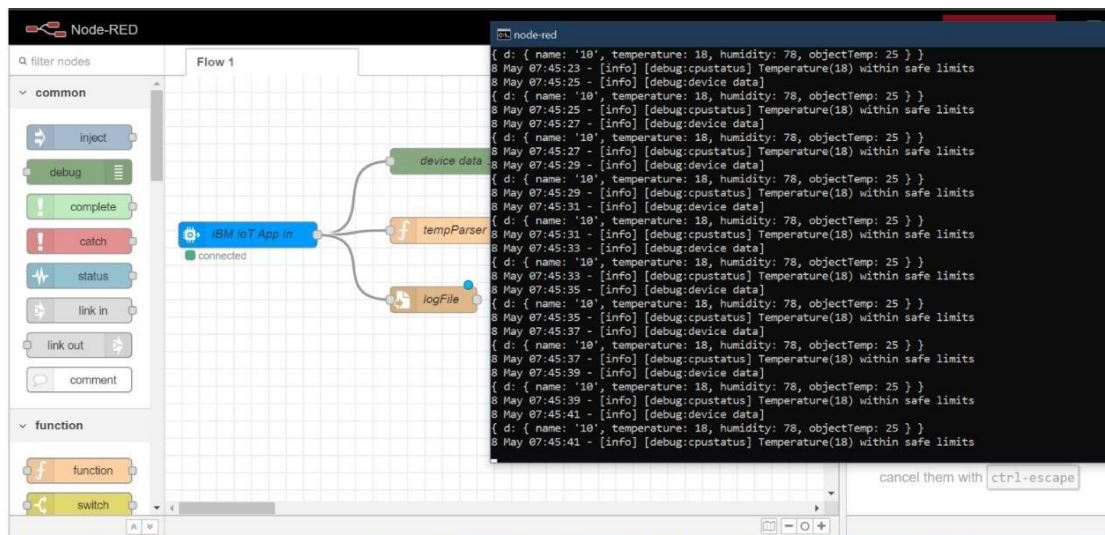 Node-RED
filter nodes
Flow 1
common
inject
debug
complete
catch
status
link in
link out
comment
function
function
switch
IBM IoT App In
connected
device data
tempParser
logFile
node-red
{ d: { name: '10', temperature: 18, humidity: 78, objectTemp: 25 } }
8 May 07:45:23 - [info] [debug:cpustatus] Temperature(18) within safe limits
8 May 07:45:25 - [info] [debug:device data]
{ d: { name: '10', temperature: 18, humidity: 78, objectTemp: 25 } }
8 May 07:45:25 - [info] [debug:cpustatus] Temperature(18) within safe limits
8 May 07:45:27 - [info] [debug:device data]
{ d: { name: '10', temperature: 18, humidity: 78, objectTemp: 25 } }
8 May 07:45:27 - [info] [debug:cpustatus] Temperature(18) within safe limits
8 May 07:45:29 - [info] [debug:device data]
{ d: { name: '10', temperature: 18, humidity: 78, objectTemp: 25 } }
8 May 07:45:29 - [info] [debug:cpustatus] Temperature(18) within safe limits
8 May 07:45:31 - [info] [debug:device data]
{ d: { name: '10', temperature: 18, humidity: 78, objectTemp: 25 } }
8 May 07:45:31 - [info] [debug:cpustatus] Temperature(18) within safe limits
8 May 07:45:33 - [info] [debug:device data]
{ d: { name: '10', temperature: 18, humidity: 78, objectTemp: 25 } }
8 May 07:45:33 - [info] [debug:cpustatus] Temperature(18) within safe limits
8 May 07:45:35 - [info] [debug:device data]
{ d: { name: '10', temperature: 18, humidity: 78, objectTemp: 25 } }
8 May 07:45:35 - [info] [debug:cpustatus] Temperature(18) within safe limits
8 May 07:45:37 - [info] [debug:device data]
{ d: { name: '10', temperature: 18, humidity: 78, objectTemp: 25 } }
8 May 07:45:37 - [info] [debug:cpustatus] Temperature(18) within safe limits
8 May 07:45:39 - [info] [debug:device data]
{ d: { name: '10', temperature: 18, humidity: 78, objectTemp: 25 } }
8 May 07:45:39 - [info] [debug:cpustatus] Temperature(18) within safe limits
8 May 07:45:41 - [info] [debug:device data]
{ d: { name: '10', temperature: 18, humidity: 78, objectTemp: 25 } }
8 May 07:45:41 - [info] [debug:cpustatus] Temperature(18) within safe limits
cancel them with ctrl-escape